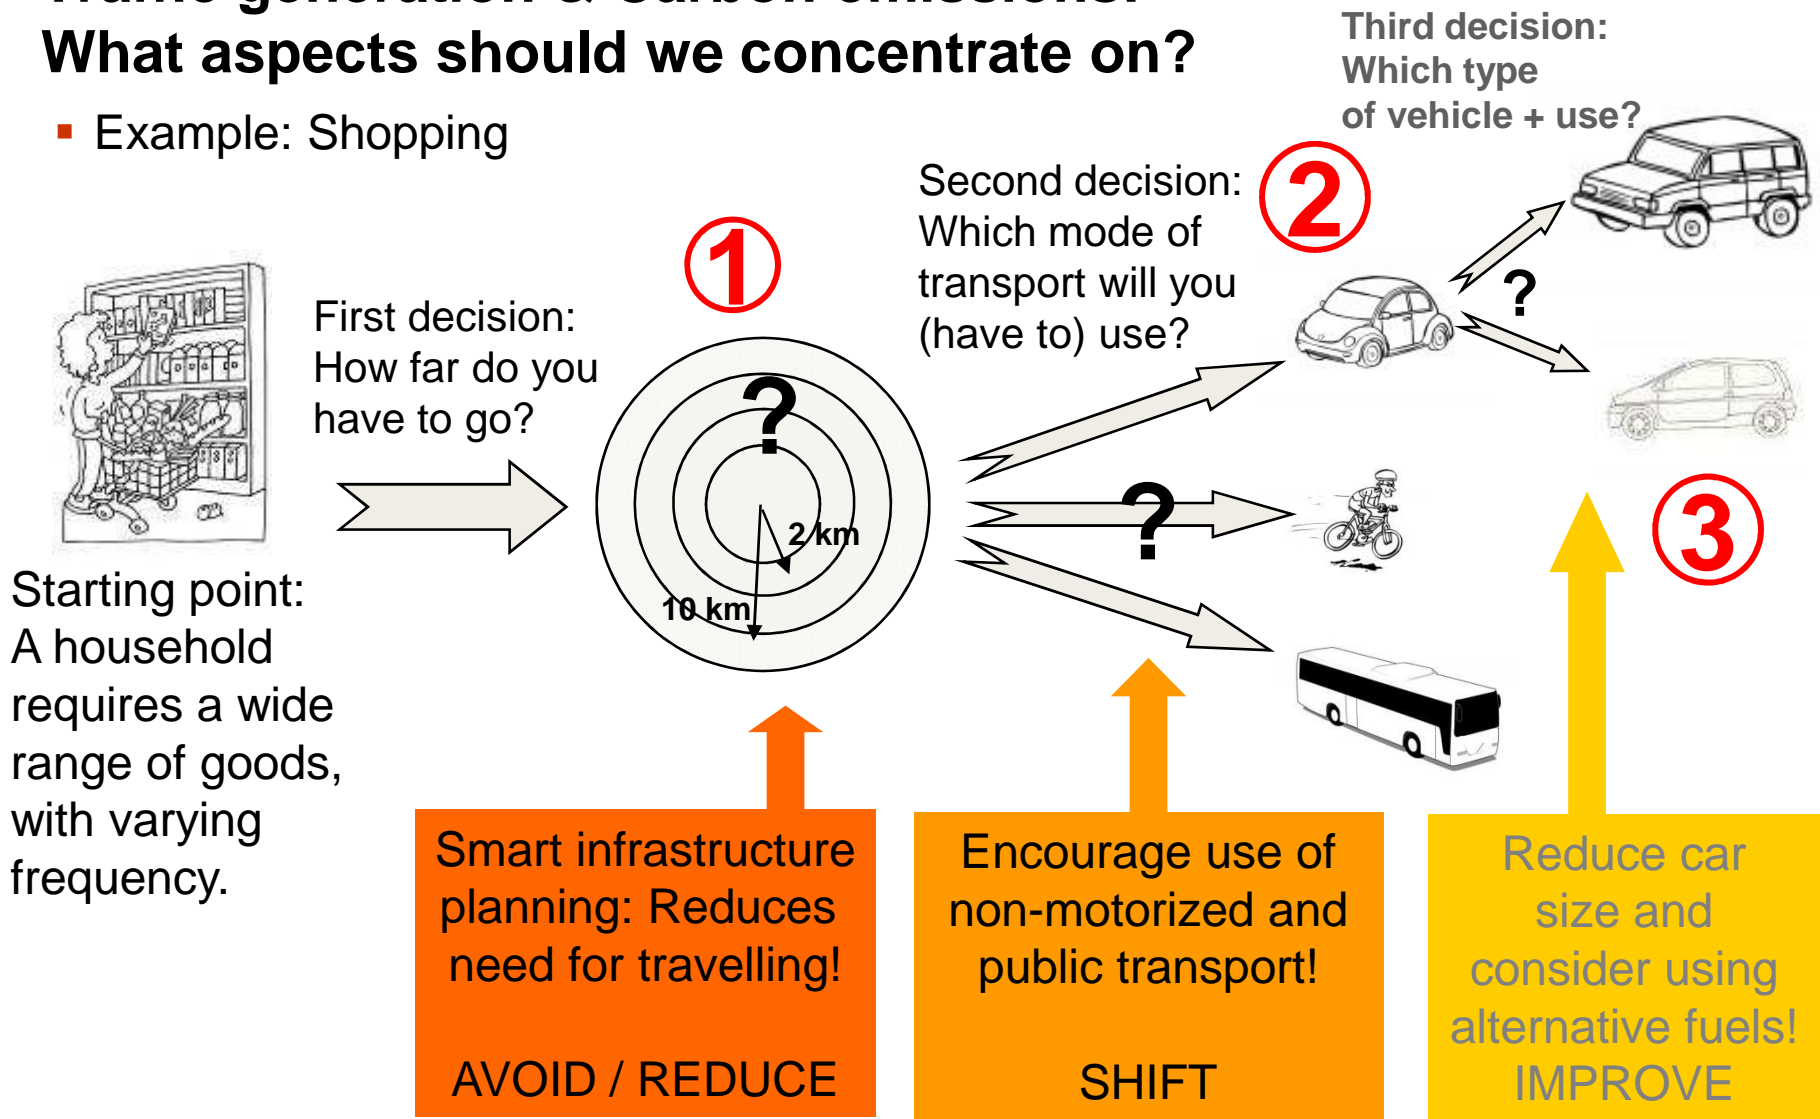 Traffic generation & Carbon emissions:
What aspects should we concentrate on?
▪ Example: Shopping
Third decision:
Which type
of vehicle + use?
Second decision:
Which mode of
transport will you
(have to) use?
2
1
First decision:
How far do you
have to go?
?
?
?
2 km
10 km
3
Starting point:
A household
requires a wide
range of goods,
with varying
frequency.
Smart infrastructure
planning: Reduces
need for travelling!
AVOID / REDUCE
Encourage use of
non-motorized and
public transport!
SHIFT
Reduce car
size and
consider using
alternative fuels!
IMPROVE